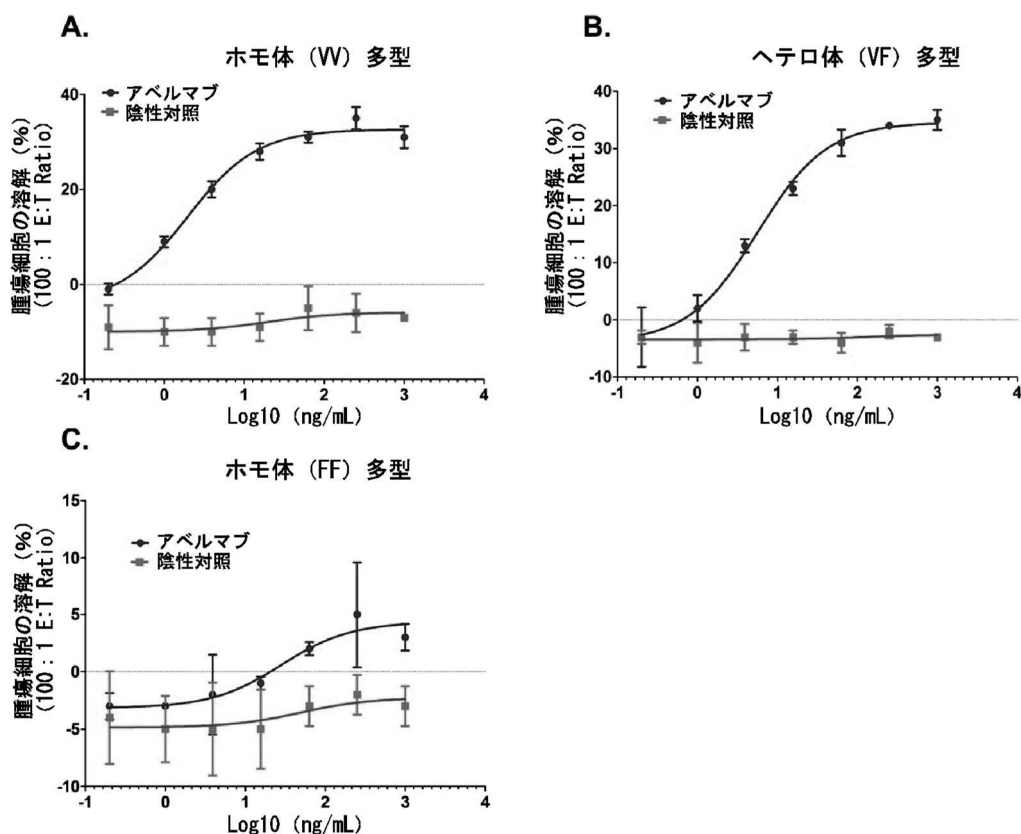 A.
ホモ体 (VV) 多型
アベルマブ
陰性対照
腫瘍細胞の溶解 (%)
(100 : 1 E:T Ratio)
40
20
0
-20
-1
0
1
2
3
4
Log10 (ng/mL)
B.
ヘテロ体 (VF) 多型
アベルマブ
陰性対照
腫瘍細胞の溶解 (%)
(100 : 1 E:T Ratio)
40
30
20
10
0
-10
-1
0
1
2
3
4
Log10 (ng/mL)
C.
ホモ体 (FF) 多型
アベルマブ
陰性対照
腫瘍細胞の溶解 (%)
(100 : 1 E:T Ratio)
15
10
5
0
-5
-10
-1
0
1
2
3
4
Log10 (ng/mL)